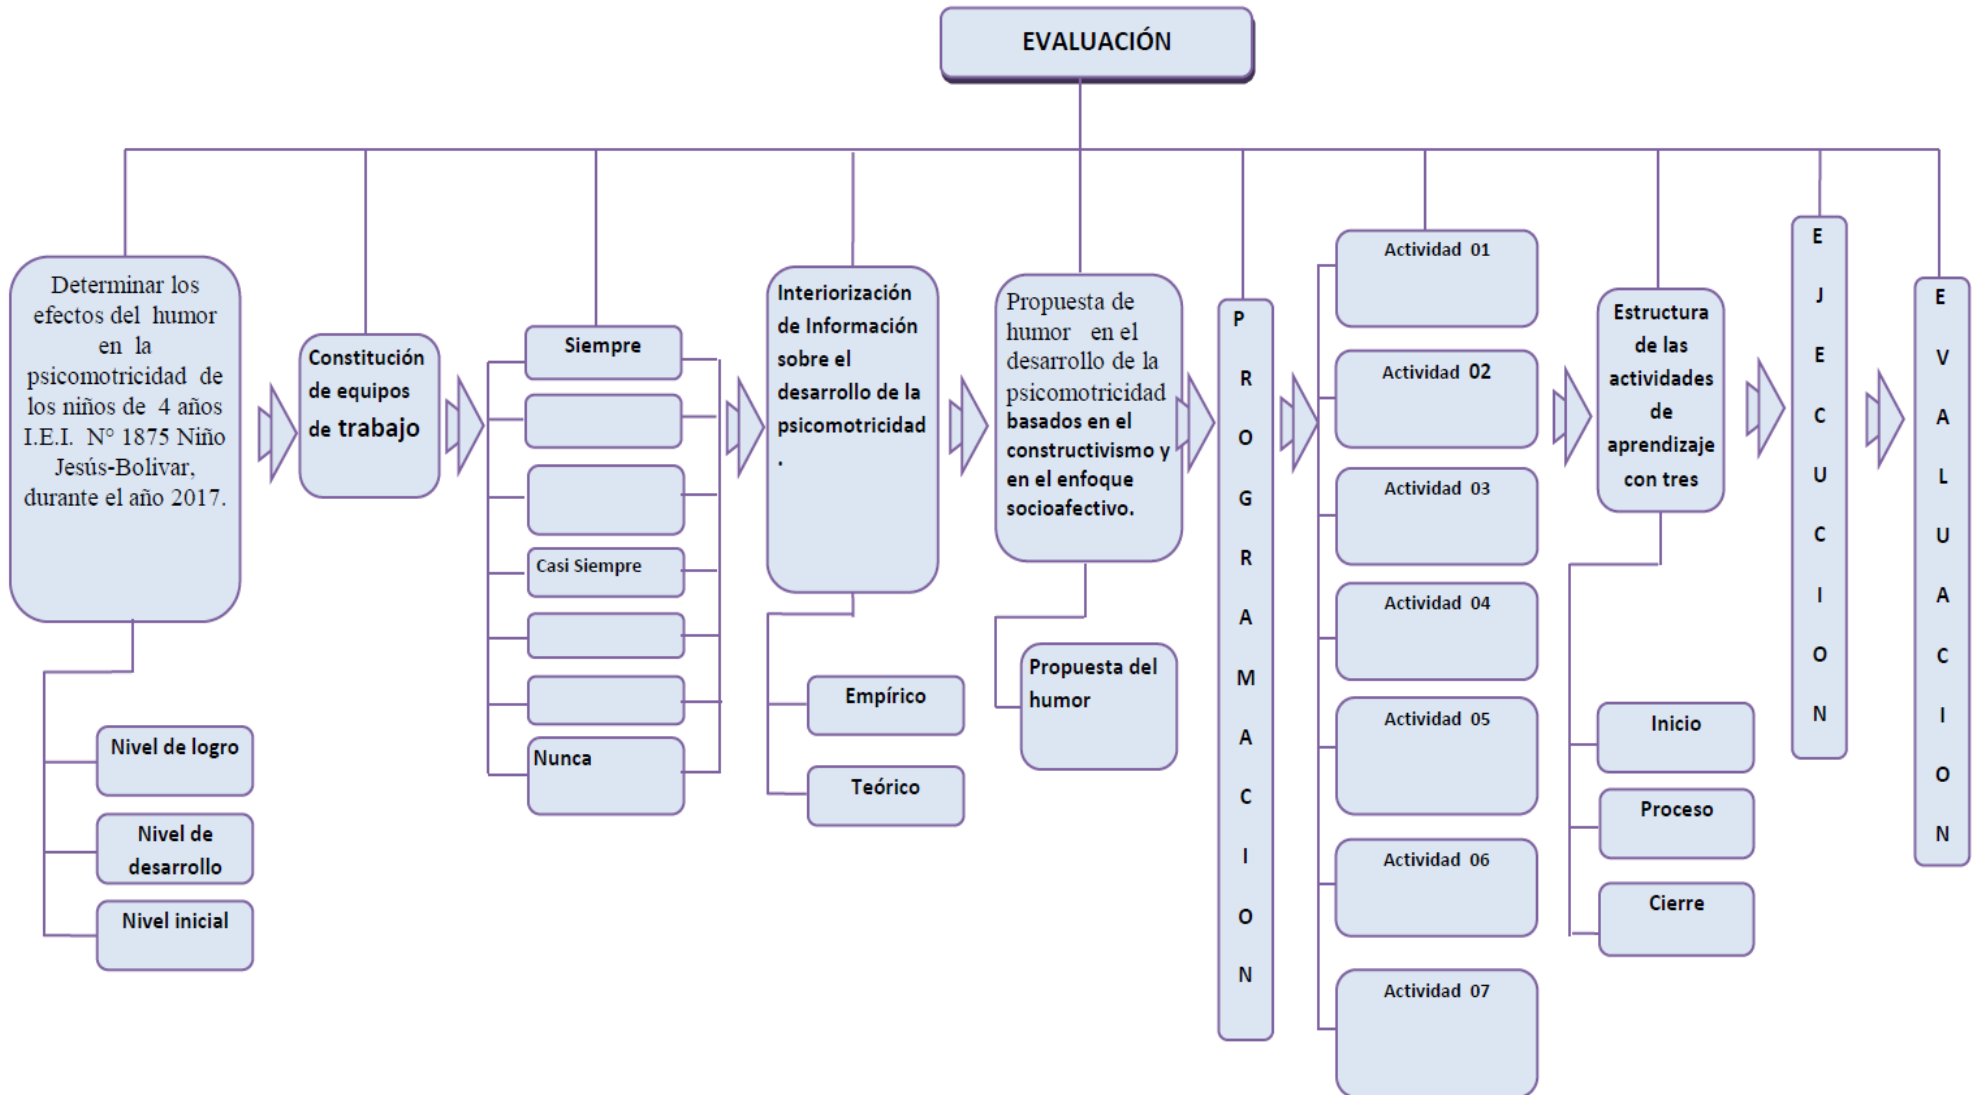 EVALUACIÓN
Determinar los
efectos del humor
en la
psicomotricidad de
los niños de 4 años
I.E.I. N° 1875 Niño
Jesús-Bolivar,
durante el año 2017.
Nivel de logro
Nivel de
desarrollo
Nivel inicial
Constitución
de equipos
de trabajo
Siempre
Casi Siempre
Nunca
Interiorización
de Información
sobre el
desarrollo de la
psicomotricidad
.
Empírico
Teórico
Propuesta de
humor en el
desarrollo de la
psicomotricidad
basados en el
constructivismo y
en el enfoque
socioafectivo.
Propuesta del
humor
P
R
O
G
R
A
M
A
C
I
O
N
Actividad 01
Actividad 02
Actividad 03
Actividad 04
Actividad 05
Actividad 06
Actividad 07
Estructura
de las
actividades
de
aprendizaje
con tres
Inicio
Proceso
Cierre
E
J
E
C
U
C
I
O
N
E
V
A
L
U
A
C
I
O
N